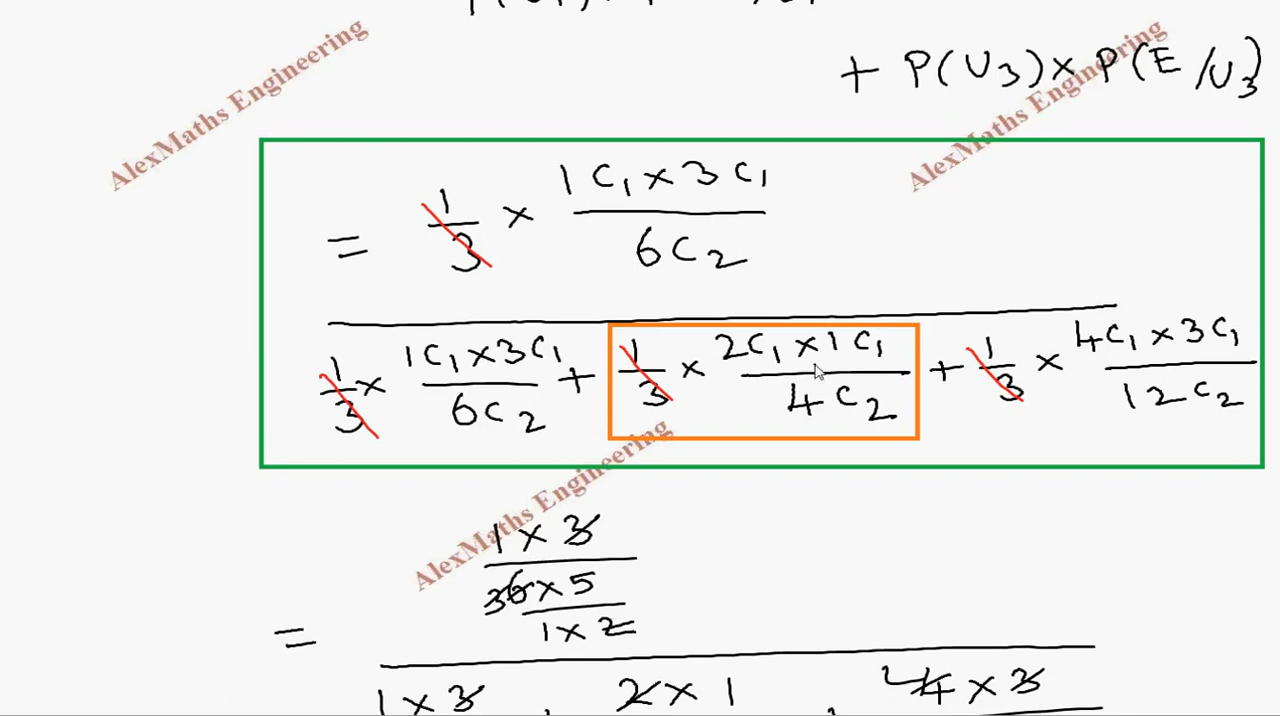 + P(U3) × P(E/U3)
= 1/3 × 1C1 × 3C1 / 6C2
1/3 × 1C1 × 3C1 / 6C2 + 1/3 × 2C1 × 1C1 / 4C2 + 1/3 × 4C1 × 3C1 / 12C2
1 × 3
3 6 × 5
= 1 × 2
1 × 3 2 × 1 4 × 3
AlexMaths Engineering
AlexMaths Engineering
AlexMaths Engineering